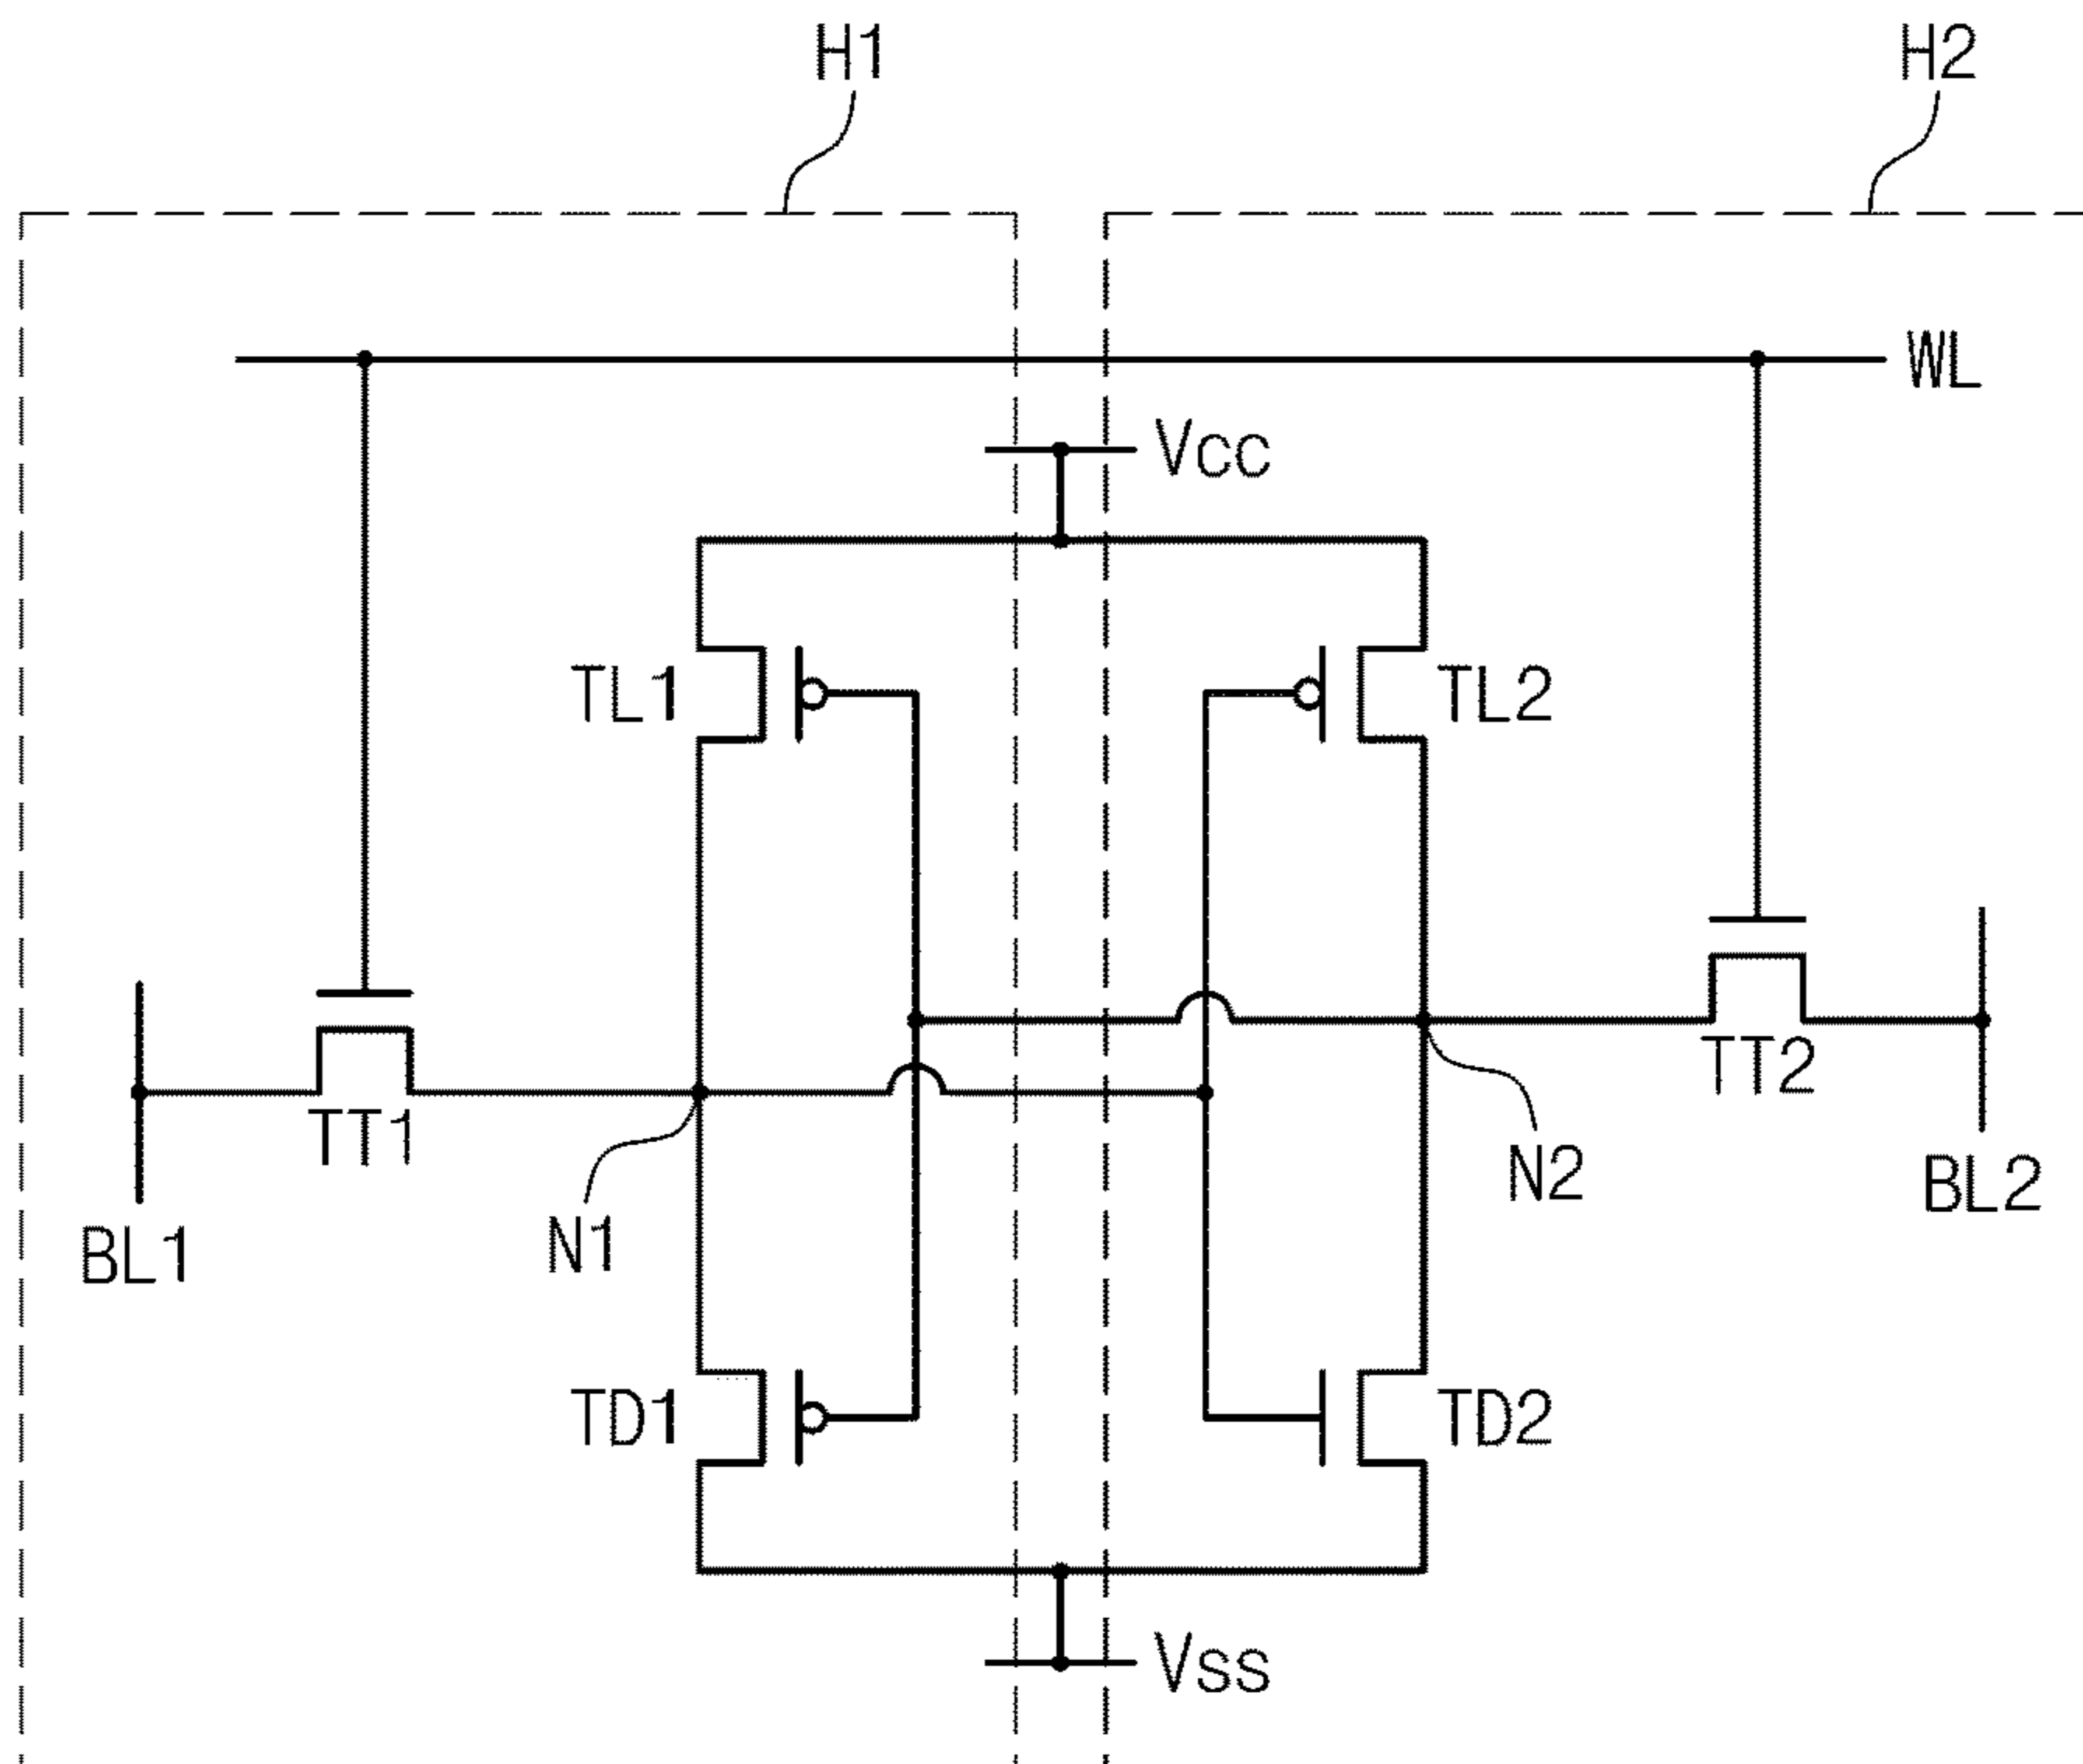 H1 H2
WL
Vcc
TL1 TL2
TT2
TT1
N2
BL2
N1
BL1
TD1 TD2
Vss